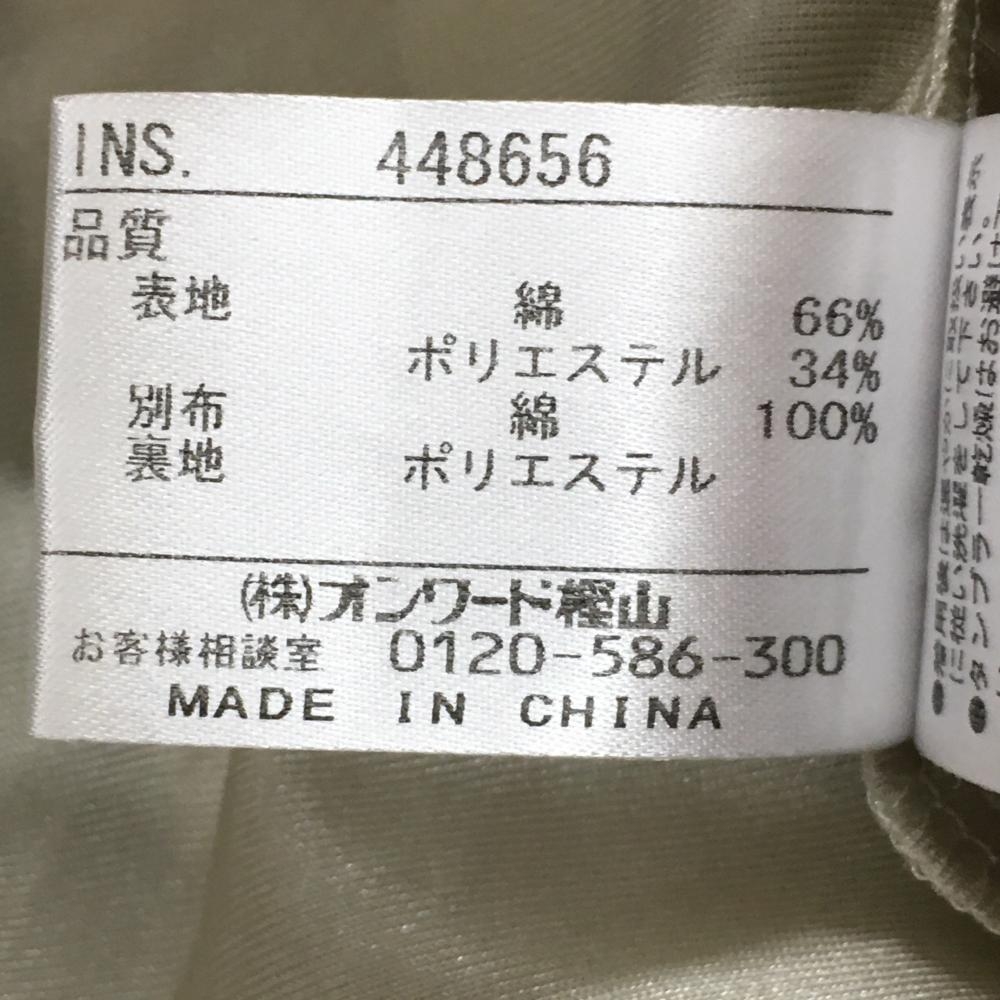 INS. 448656
品質
表地 綿 66%
ポリエステル 34%
別布 綿 100%
裏地 ポリエステル
(株)オンワード樫山
お客様相談室 0120-586-300
MADE IN CHINA